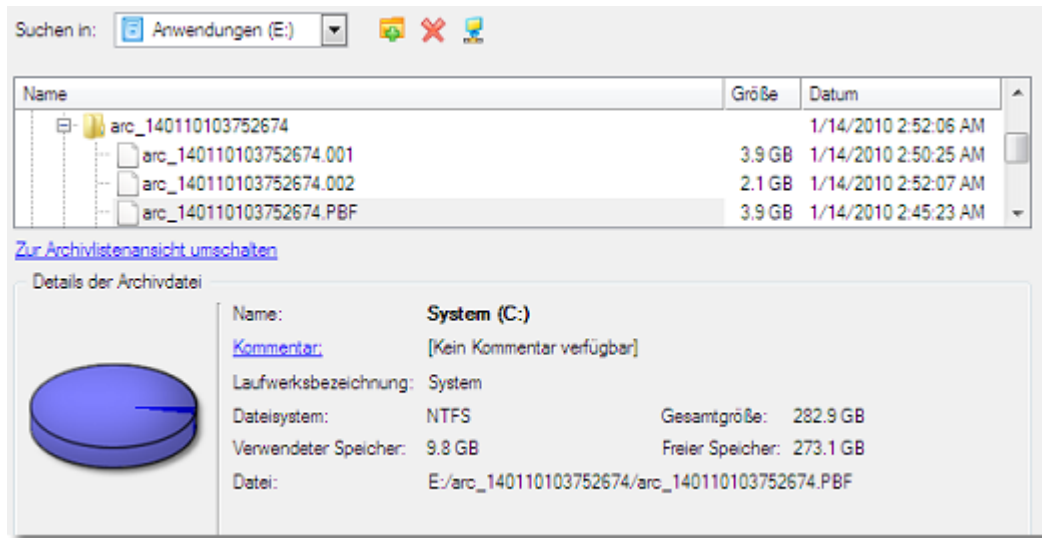 Suchen in: Anwendungen (E:)
Name Größe Datum
arc_140110103752674 1/14/2010 2:52:06 AM
arc_140110103752674.001 3.9 GB 1/14/2010 2:50:25 AM
arc_140110103752674.002 2.1 GB 1/14/2010 2:52:07 AM
arc_140110103752674.PBF 3.9 GB 1/14/2010 2:45:23 AM
Zur Archivlistenansicht umschalten
Details der Archivdatei
Name: System (C:)
Kommentar: [Kein Kommentar verfügbar]
Laufwerksbezeichnung: System
Dateisystem: NTFS Gesamtgröße: 282.9 GB
Verwendeter Speicher: 9.8 GB Freier Speicher: 273.1 GB
Datei: E:/arc_140110103752674/arc_140110103752674.PBF